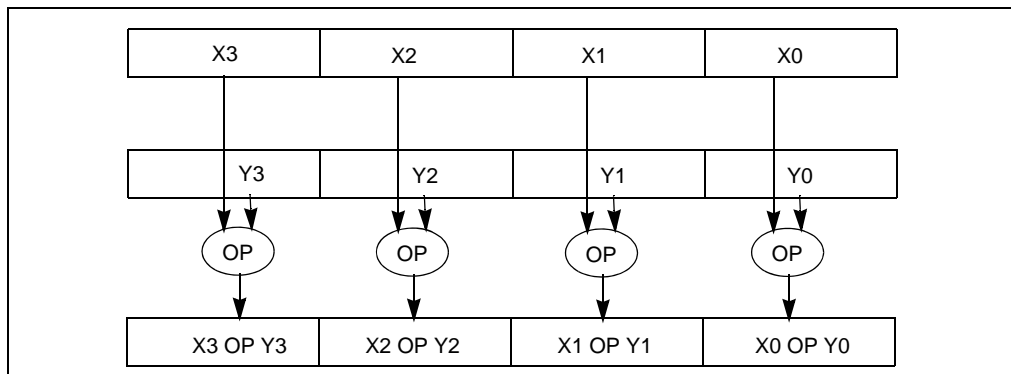 X3 X2 X1 X0
Y3 Y2 Y1 Y0
OP OP OP OP
X3 OP Y3 X2 OP Y2 X1 OP Y1 X0 OP Y0